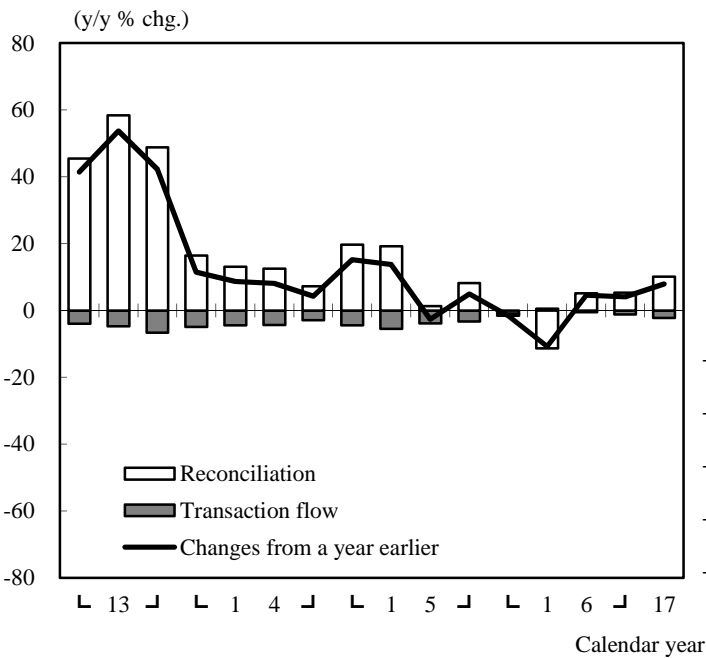 (y/y % chg.)
80
60
40
20
0
-20
-40
-60
-80
Reconciliation
Transaction flow
Changes from a year earlier
13 1 4 1 5 1 6 17
Calendar year